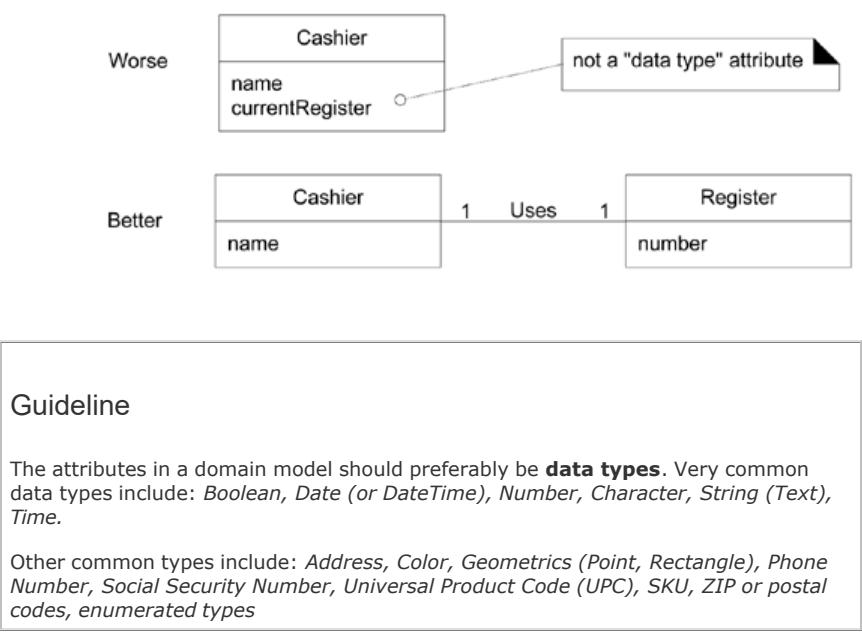 Worse
Cashier
name
currentRegister
not a "data type" attribute
Better
Cashier
name
1 Uses 1
Register
number
Guideline
The attributes in a domain model should preferably be data types. Very common
data types include: Boolean, Date (or DateTime), Number, Character, String (Text),
Time.
Other common types include: Address, Color, Geometrics (Point, Rectangle), Phone
Number, Social Security Number, Universal Product Code (UPC), SKU, ZIP or postal
codes, enumerated types